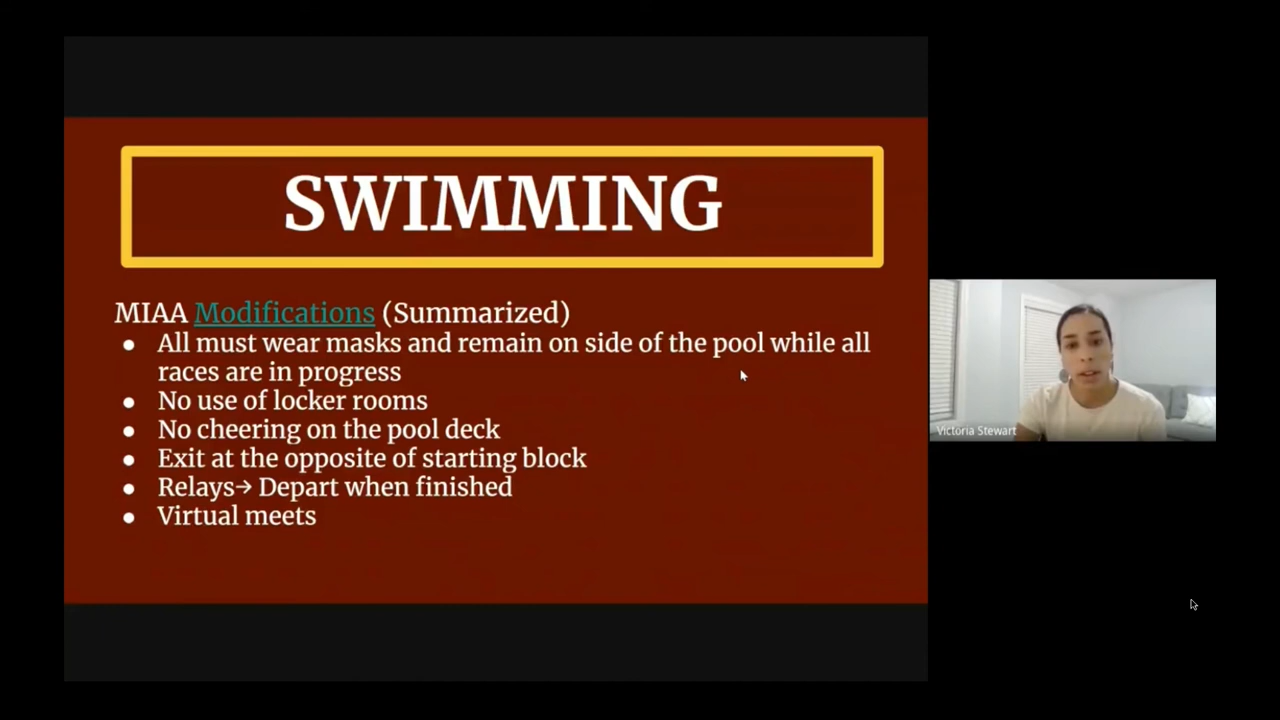 SWIMMING
MIAA Modifications (Summarized)
● All must wear masks and remain on side of the pool while all
races are in progress
● No use of locker rooms
● No cheering on the pool deck
● Exit at the opposite of starting block
● Relays→ Depart when finished
● Virtual meets
Victoria Stewart